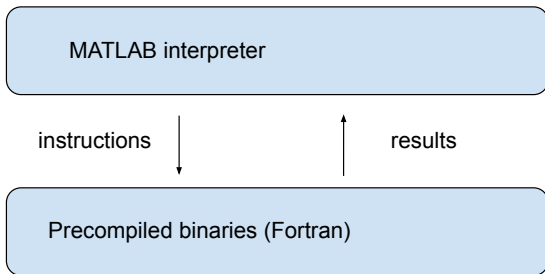 MATLAB interpreter
instructions
results
Precompiled binaries (Fortran)